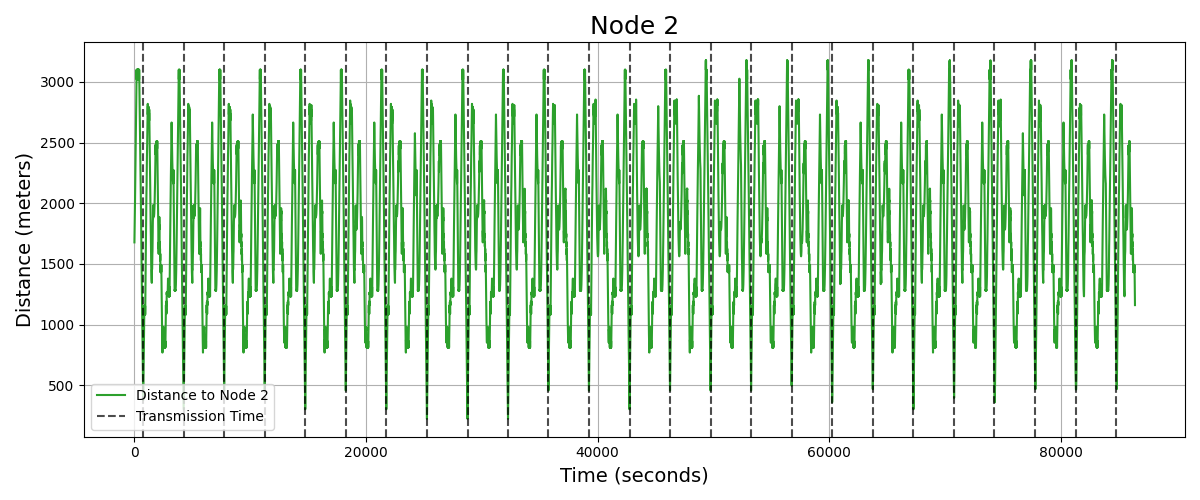 Node 2
Distance (meters)
3000
2500
2000
1500
1000
500
Distance to Node 2
Transmission Time
0 20000 40000 60000 80000
Time (seconds)